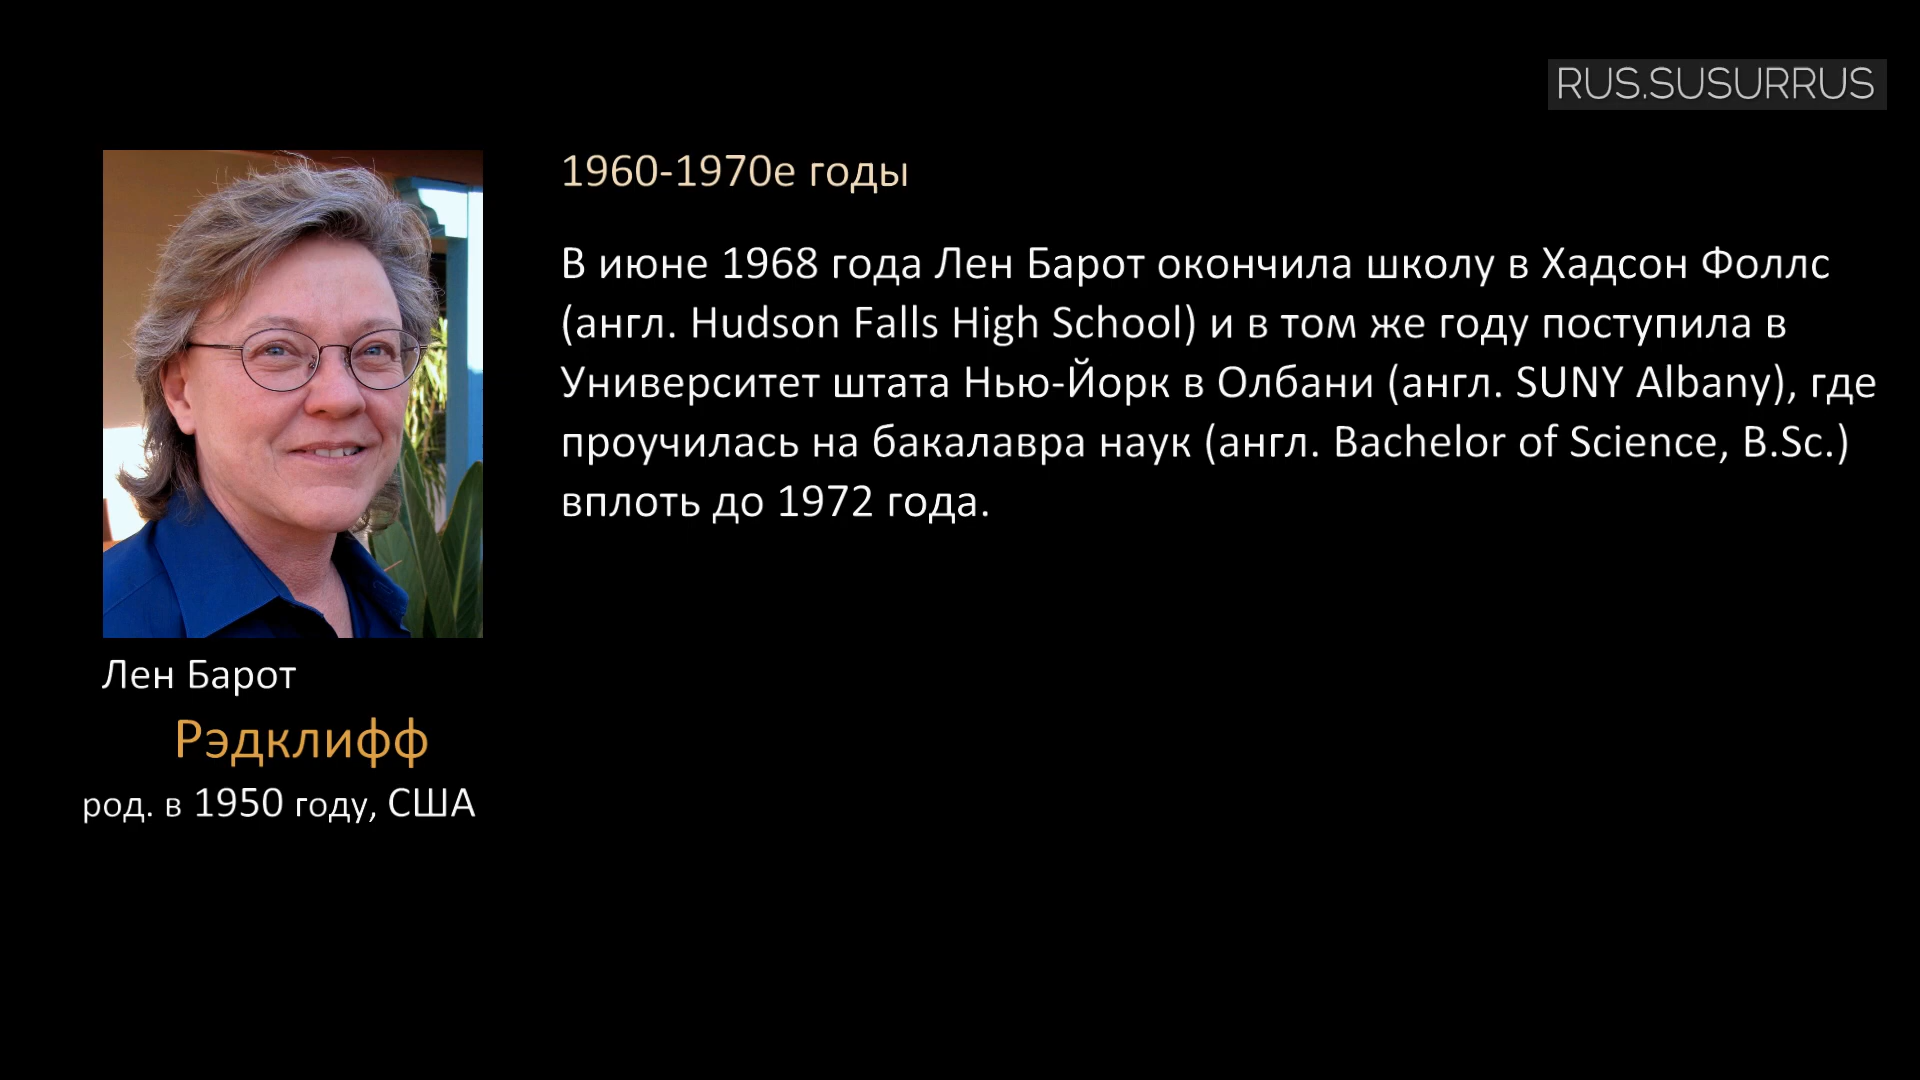 RUS.SUSURRUS
1960-1970е годы
В июне 1968 года Лен Барот окончила школу в Хадсон Фоллс
(англ. Hudson Falls High School) и в том же году поступила в
Университет штата Нью-Йорк в Олбани (англ. SUNY Albany), где
проучилась на бакалавра наук (англ. Bachelor of Science, B.Sc.)
вплоть до 1972 года.
Лен Барот
Рэдклифф
род. в 1950 году, США